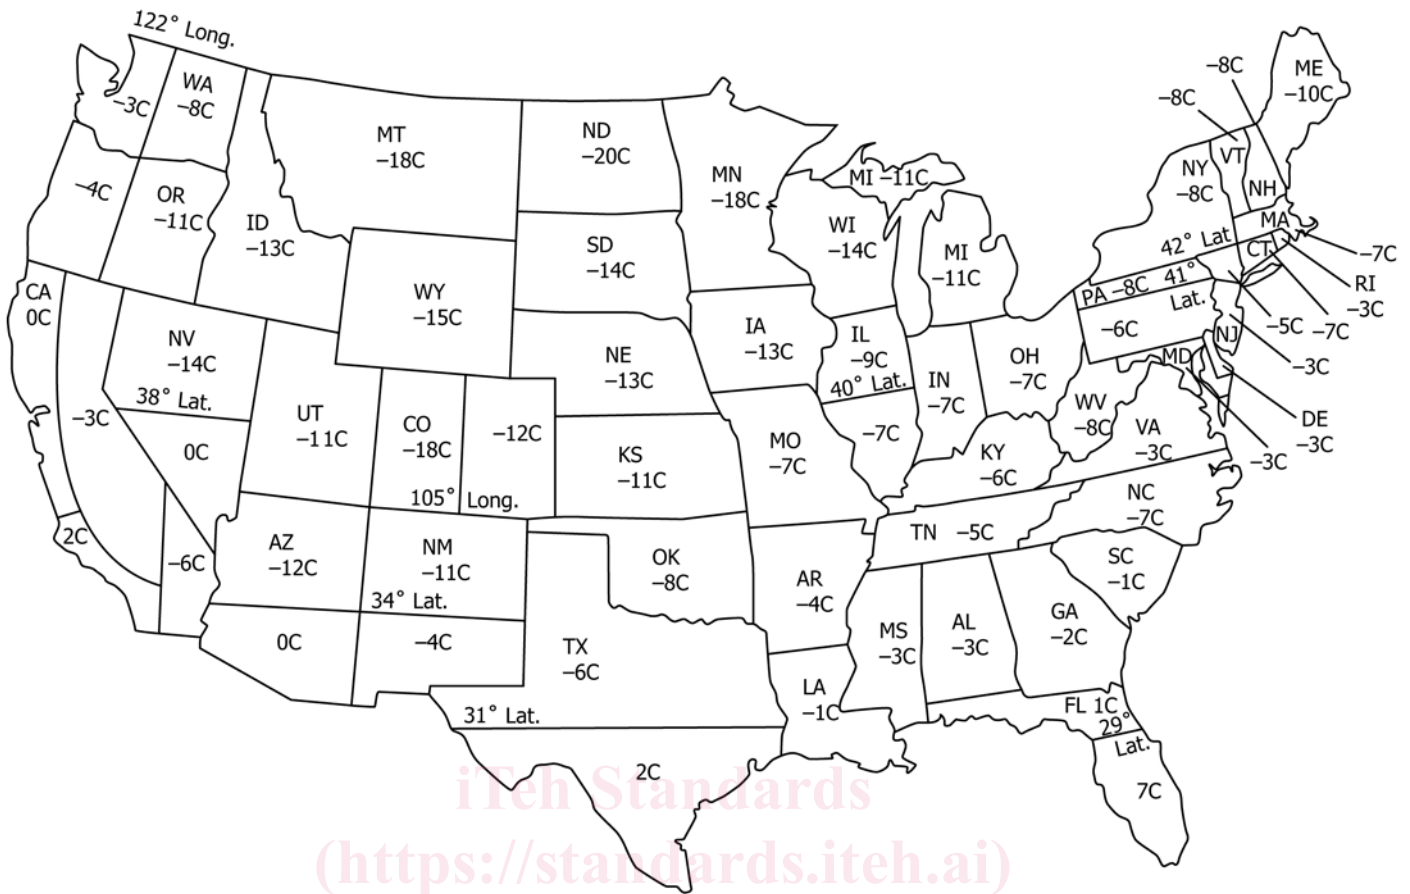 122° Long.
WA
–8C
–3C
–4C
OR
–11C
ID
–13C
MT
–18C
ND
–20C
MN
–18C
SD
–14C
WY
–15C
WI
–14C
MI –11C
MI
–11C
ME
–10C
–8C
–8C
VT
NH
NY
–8C
MA
–7C
42° Lat
CT
RI
–3C
–7C
–5C
PA –8C 41°
Lat.
–6C
NJ
–3C
MD
DE
–3C
–3C
CA
0C
–3C
2C
–6C
NV
–14C
38° Lat.
0C
UT
–11C
CO
–18C
–12C
105° Long.
NE
–13C
IA
–13C
IL
–9C
40° Lat.
–7C
IN
–7C
OH
–7C
WV
–8C
VA
–3C
KY
–6C
KS
–11C
MO
–7C
NC
–7C
TN –5C
SC
–1C
AZ
–12C
0C
NM
–11C
34° Lat.
–4C
OK
–8C
AR
–4C
MS
–3C
AL
–3C
GA
–2C
TX
–6C
31° Lat.
2C
LA
–1C
FL 1C
29°
Lat.
7C
iTeh Standards
(https://standards.iteh.ai)